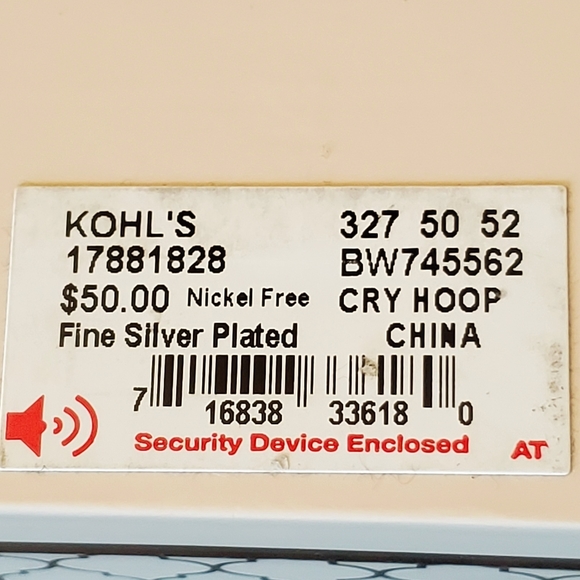 KOHL'S 327 50 52
17881828 BW745562
$50.00 Nickel Free CRY HOOP
Fine Silver Plated CHINA
7 16838 33618 0
Security Device Enclosed AT